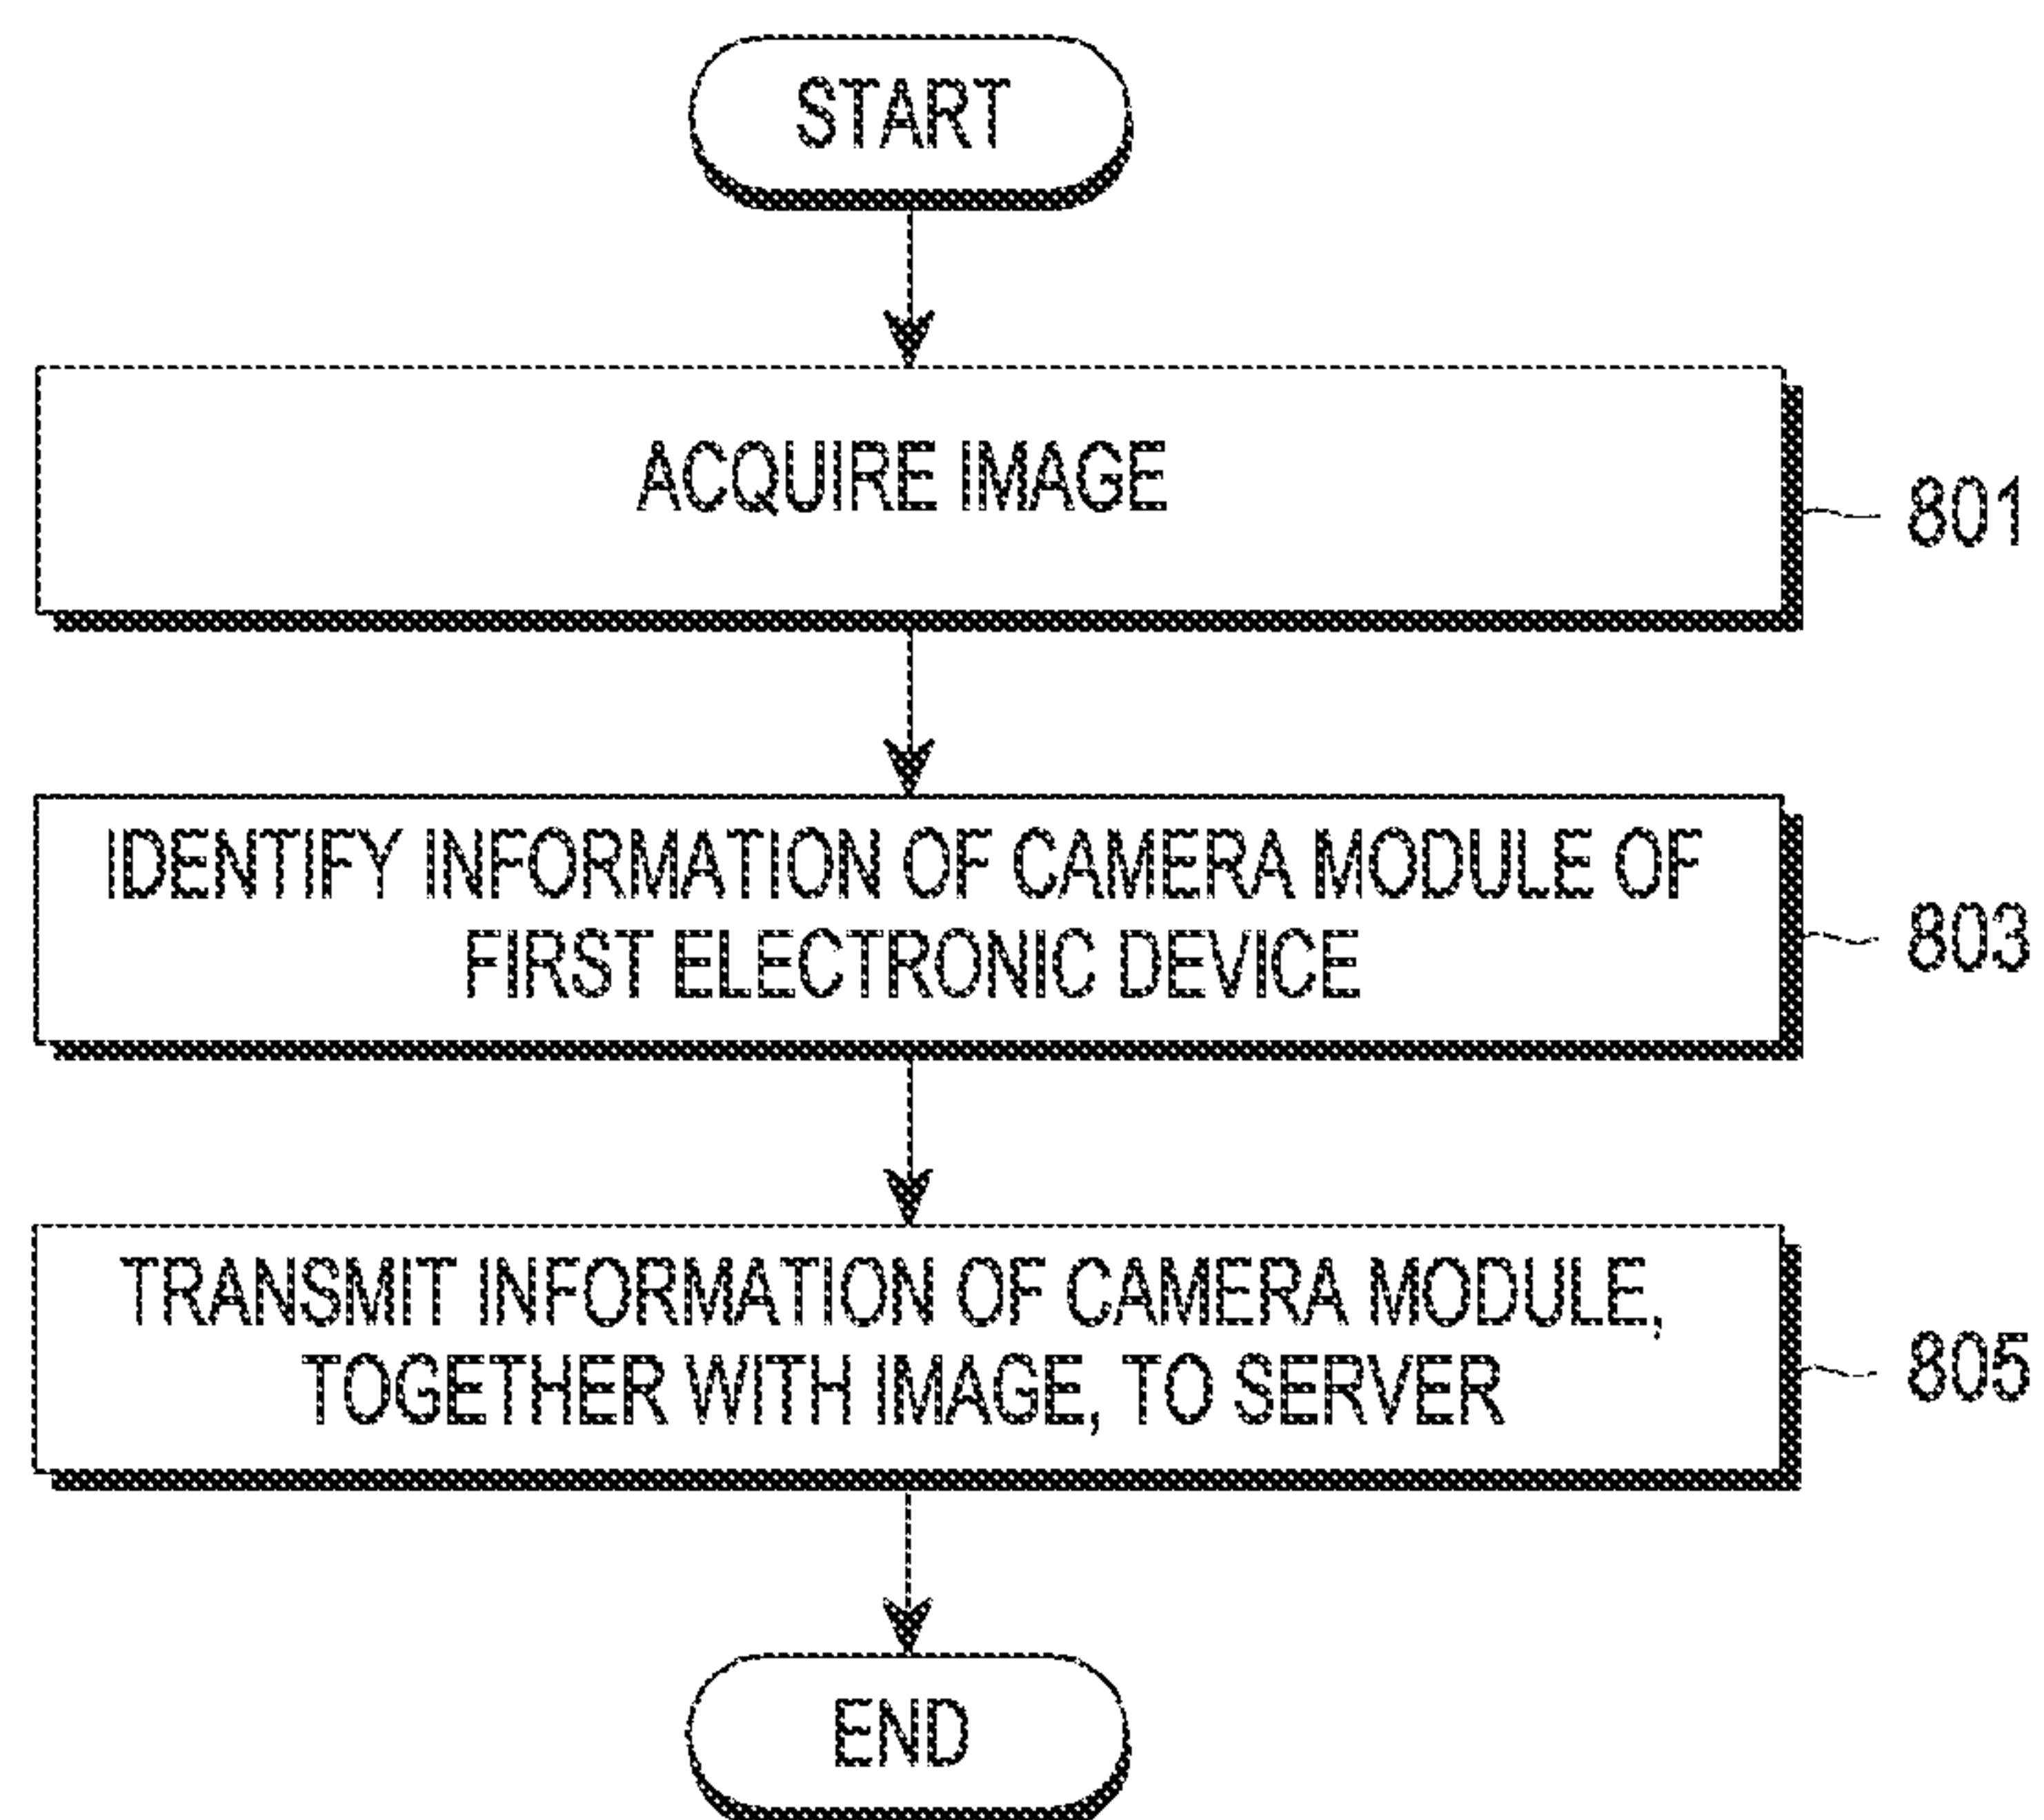 START
ACQUIRE IMAGE
801
IDENTIFY INFORMATION OF CAMERA MODULE OF
FIRST ELECTRONIC DEVICE
803
TRANSMIT INFORMATION OF CAMERA MODULE,
TOGETHER WITH IMAGE, TO SERVER
805
END